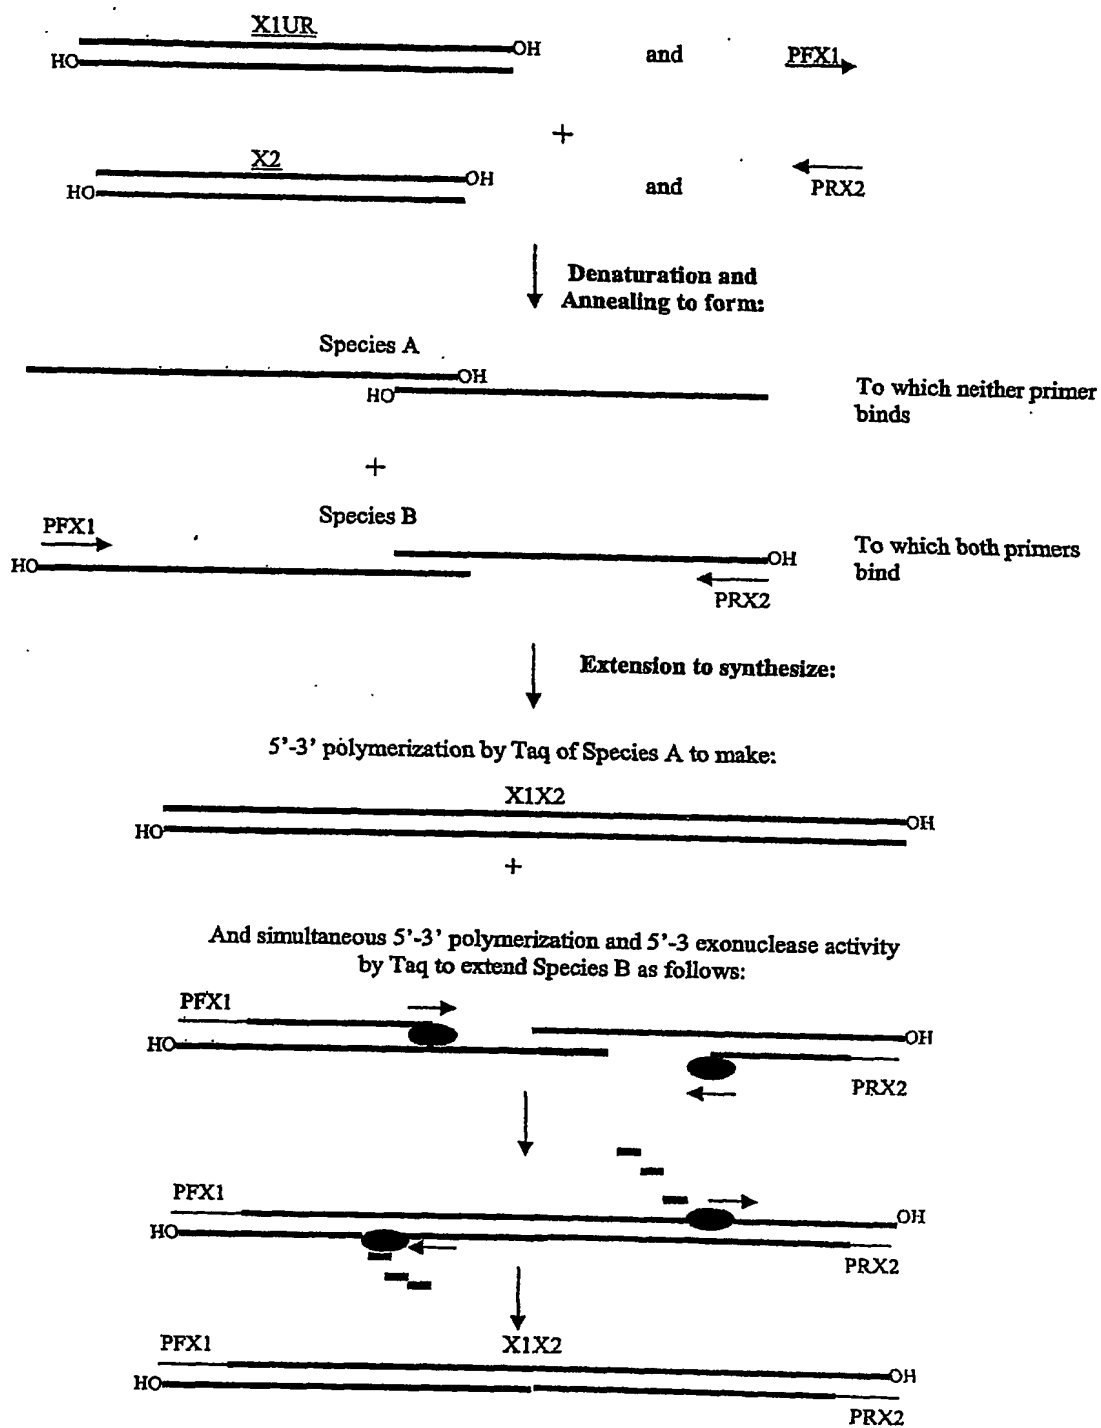 X1UR
OH
HO
and
PFX1
+
X2
OH
HO
and
PRX2
Denaturation and
Annealing to form:
Species A
OH
HO
To which neither primer
binds
+
Species B
PFX1
HO
OH
PRX2
To which both primers
bind
Extension to synthesize:
5'-3' polymerization by Taq of Species A to make:
X1X2
HO
OH
+
And simultaneous 5'-3' polymerization and 5'-3 exonuclease activity
by Taq to extend Species B as follows:
PFX1
HO
OH
PRX2
PFX1
HO
OH
PRX2
PFX1
X1X2
HO
OH
PRX2